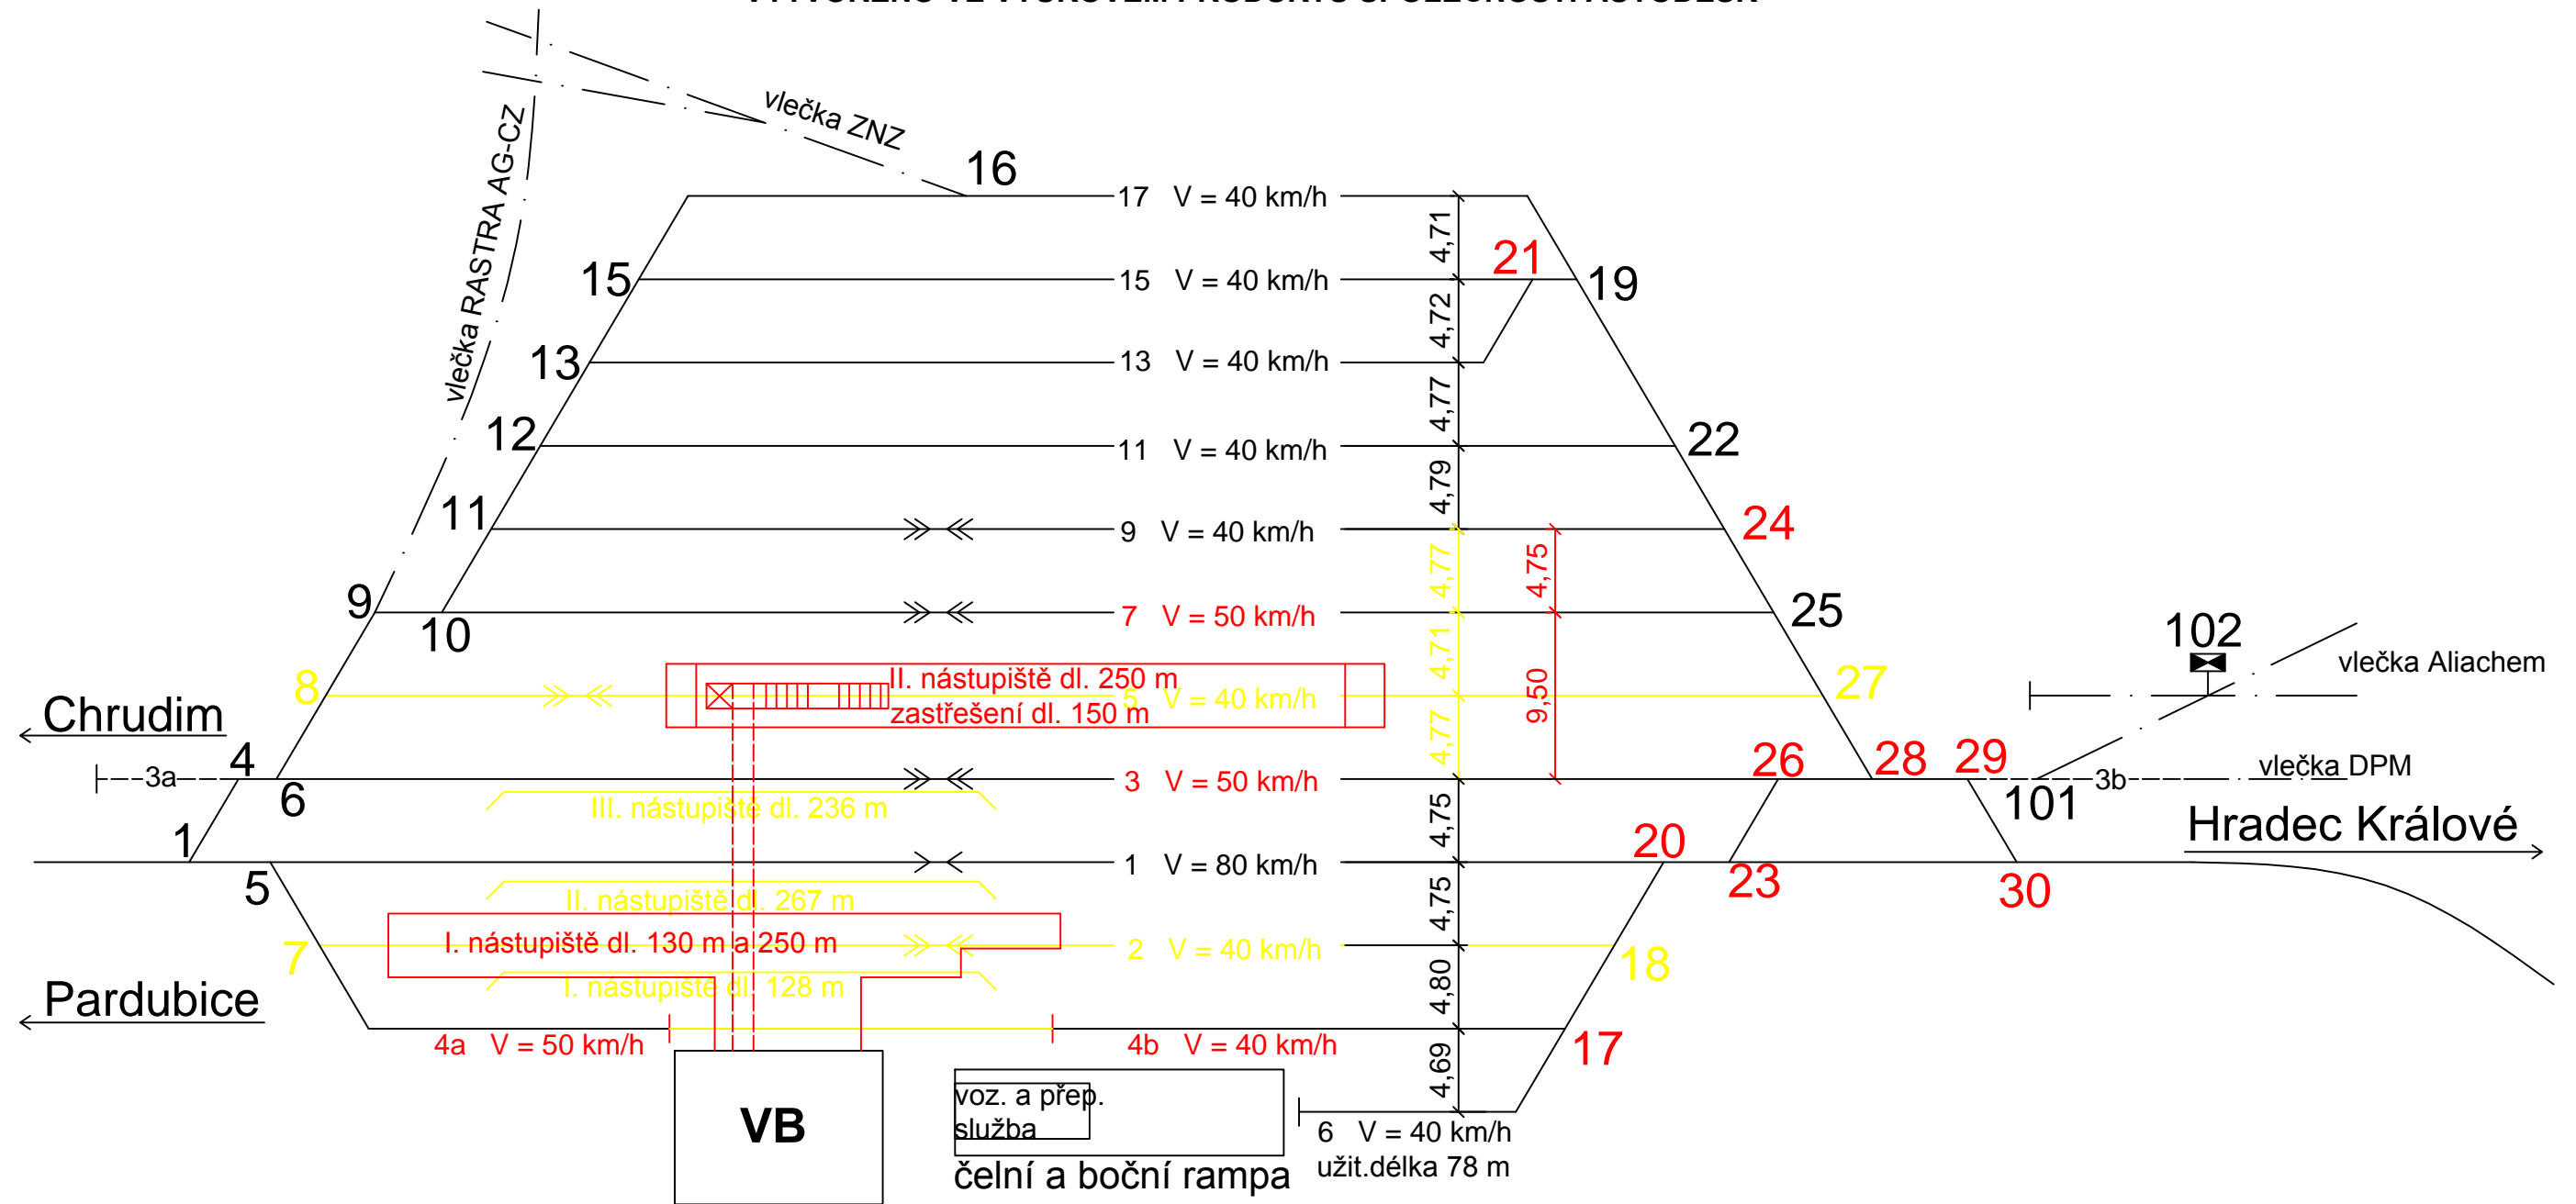 vlečka ZNZ
vlečka RASTRA AG-CZ
16
17 V = 40 km/h
4,71
21
15
15 V = 40 km/h
19
4,72
13
13 V = 40 km/h
4,77
12
11 V = 40 km/h
22
4,79
11
9 V = 40 km/h
24
4,77
4,75
9
10
7 V = 50 km/h
25
4,71
102
vlečka Aliachem
8
II. nástupiště dl. 250 m
5 V = 40 km/h
zastřešení dl. 150 m
9,50
27
4,77
Chrudim
3a
4
6
3 V = 50 km/h
26
28
29
3b
vlečka DPM
101
III. nástupiště dl. 236 m
4,75
Hradec Králové
1
5
1 V = 80 km/h
20
23
30
II. nástupiště dl. 267 m
4,75
7
I. nástupiště dl. 130 m a 250 m
2 V = 40 km/h
18
Pardubice
I. nástupiště dl. 128 m
4,80
4a V = 50 km/h
4b V = 40 km/h
17
4,69
VB
voz. a přep.
služba
čelní a boční rampa
6 V = 40 km/h
užit.délka 78 m